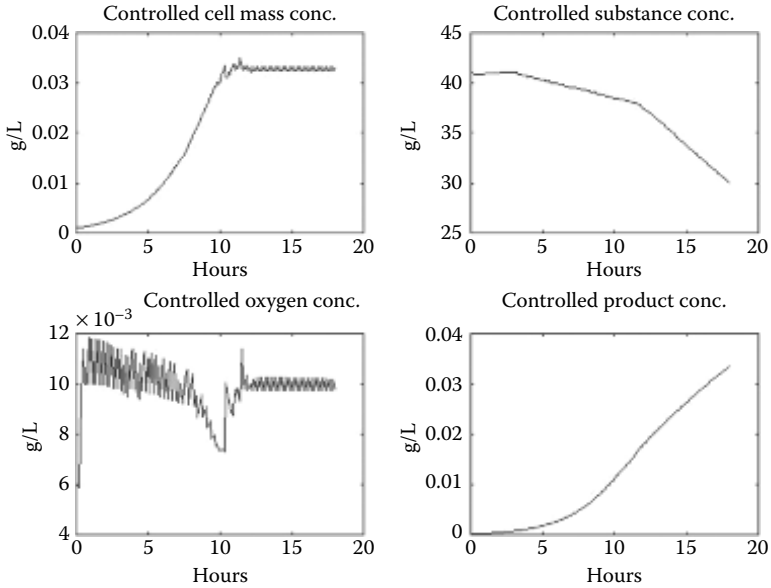 Controlled cell mass conc.
0.04
0.03
0.02
0.01
0
g/L
0 5 10 15 20
Hours
Controlled substance conc.
45
40
35
30
25
g/L
0 5 10 15 20
Hours
Controlled oxygen conc.
× 10⁻³
12
10
8
6
4
g/L
0 5 10 15 20
Hours
Controlled product conc.
0.04
0.03
0.02
0.01
0
g/L
0 5 10 15 20
Hours